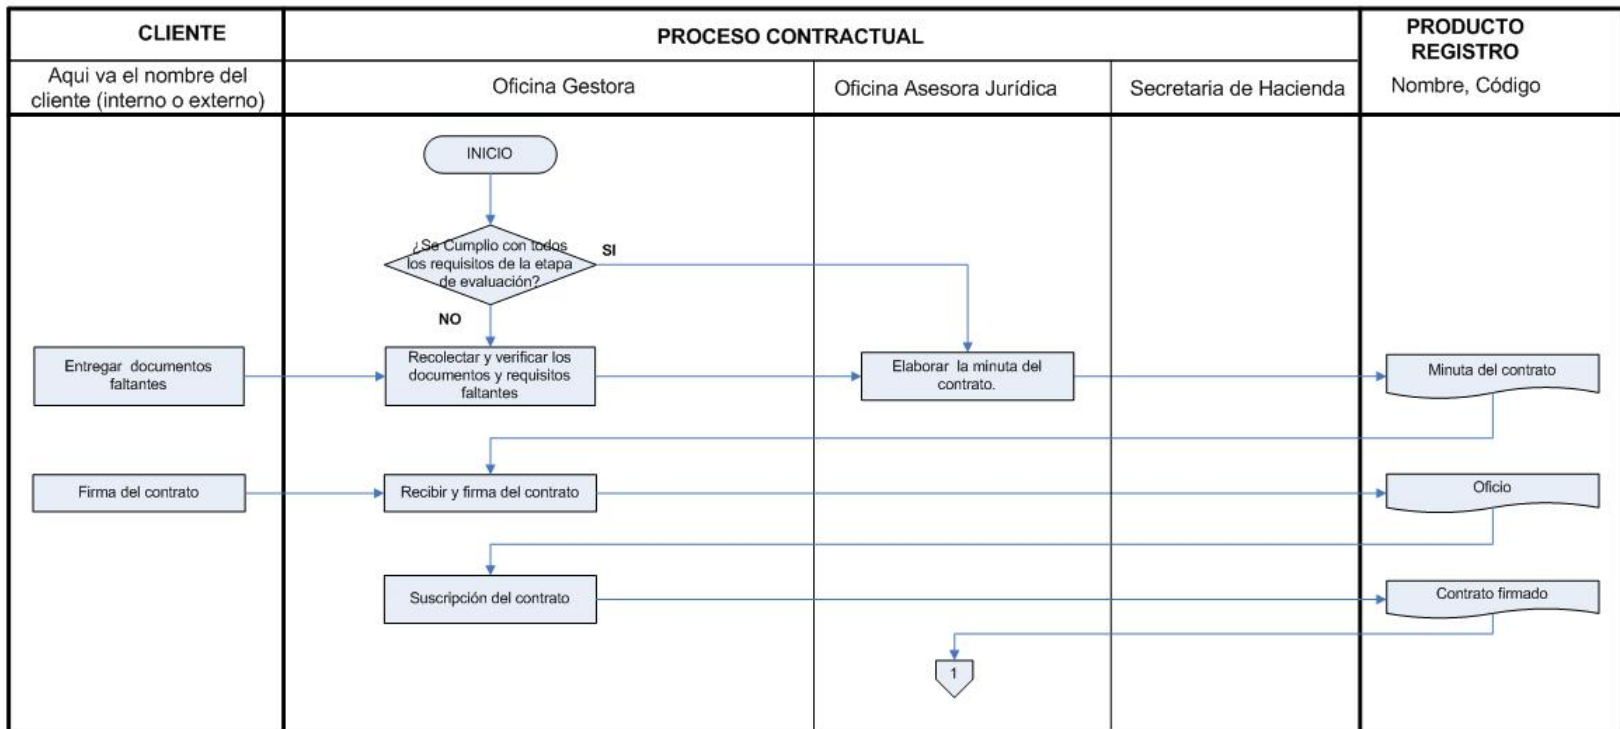 CLIENTE
PROCESO CONTRACTUAL
PRODUCTO
REGISTRO
Aqui va el nombre del
cliente (interno o externo)
Oficina Gestora
Oficina Asesora Jurídica
Secretaria de Hacienda
Nombre, Código
INICIO
¿Se Cumplio con todos
los requisitos de la etapa
de evaluación?
SI
NO
Entregar documentos
faltantes
Recolectar y verificar los
documentos y requisitos
faltantes
Elaborar la minuta del
contrato.
Minuta del contrato
Firma del contrato
Recibir y firma del contrato
Oficio
Suscripción del contrato
Contrato firmado
1